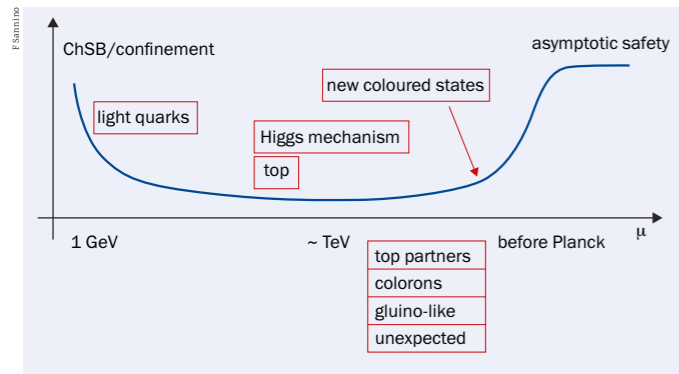 F Sannino
ChSB/confinement
asymptotic safety
new coloured states
light quarks
Higgs mechanism
top
1 GeV
~ TeV
before Planck
μ
top partners
colorons
gluino-like
unexpected